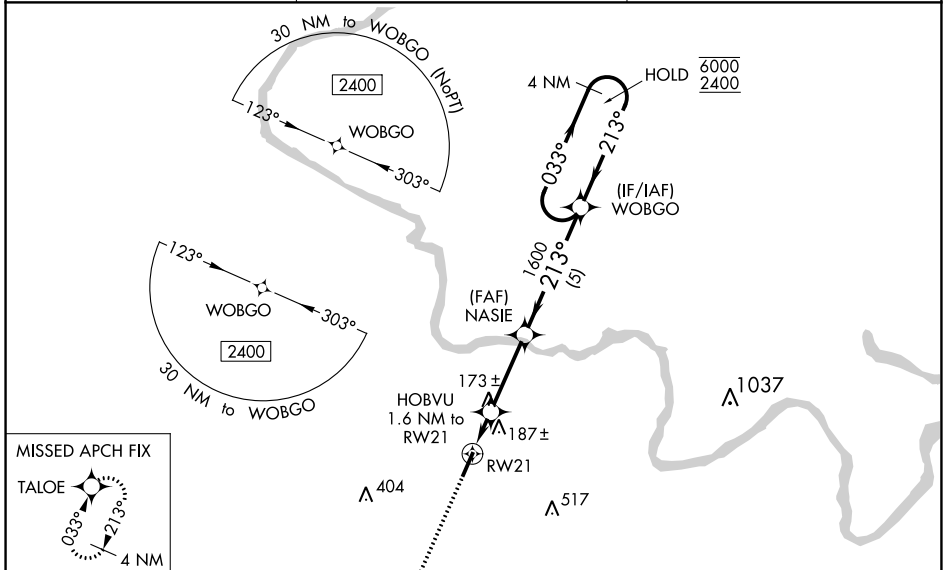 30 NM to WOBGO (NoPT)
2400
123°
WOBGO
303°
4 NM
HOLD
6000
2400
033°
213°
(IF/IAF)
WOBGO
1600
213°
(5)
123°
WOBGO
303°
2400
30 NM to WOBGO
(FAF)
NASIE
173 ±
HOBVU
1.6 NM to
RW21
187 ±
RW21
1037
404
517
MISSED APCH FIX
TALOE
033°
213°
4 NM